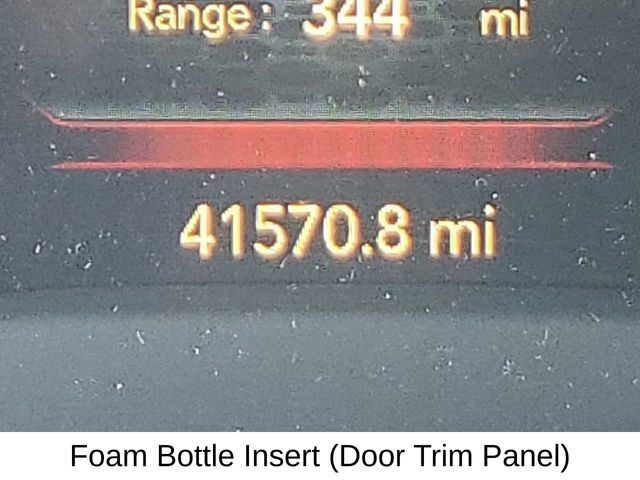 Range: 344 mi
41570.8 mi
Foam Bottle Insert (Door Trim Panel)